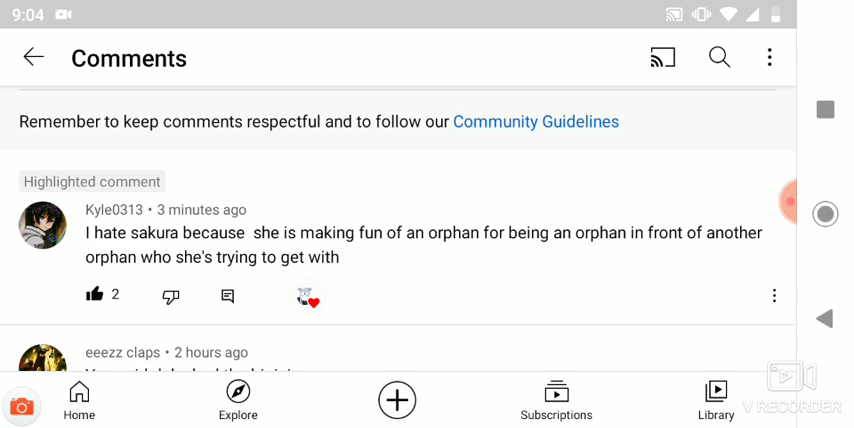 9:04
Comments
Remember to keep comments respectful and to follow our Community Guidelines
Highlighted comment
Kyle0313 • 3 minutes ago
I hate sakura because she is making fun of an orphan for being an orphan in front of another
orphan who she's trying to get with
2
eeezz claps • 2 hours ago
Home
Explore
Subscriptions
Library
V RECORDER